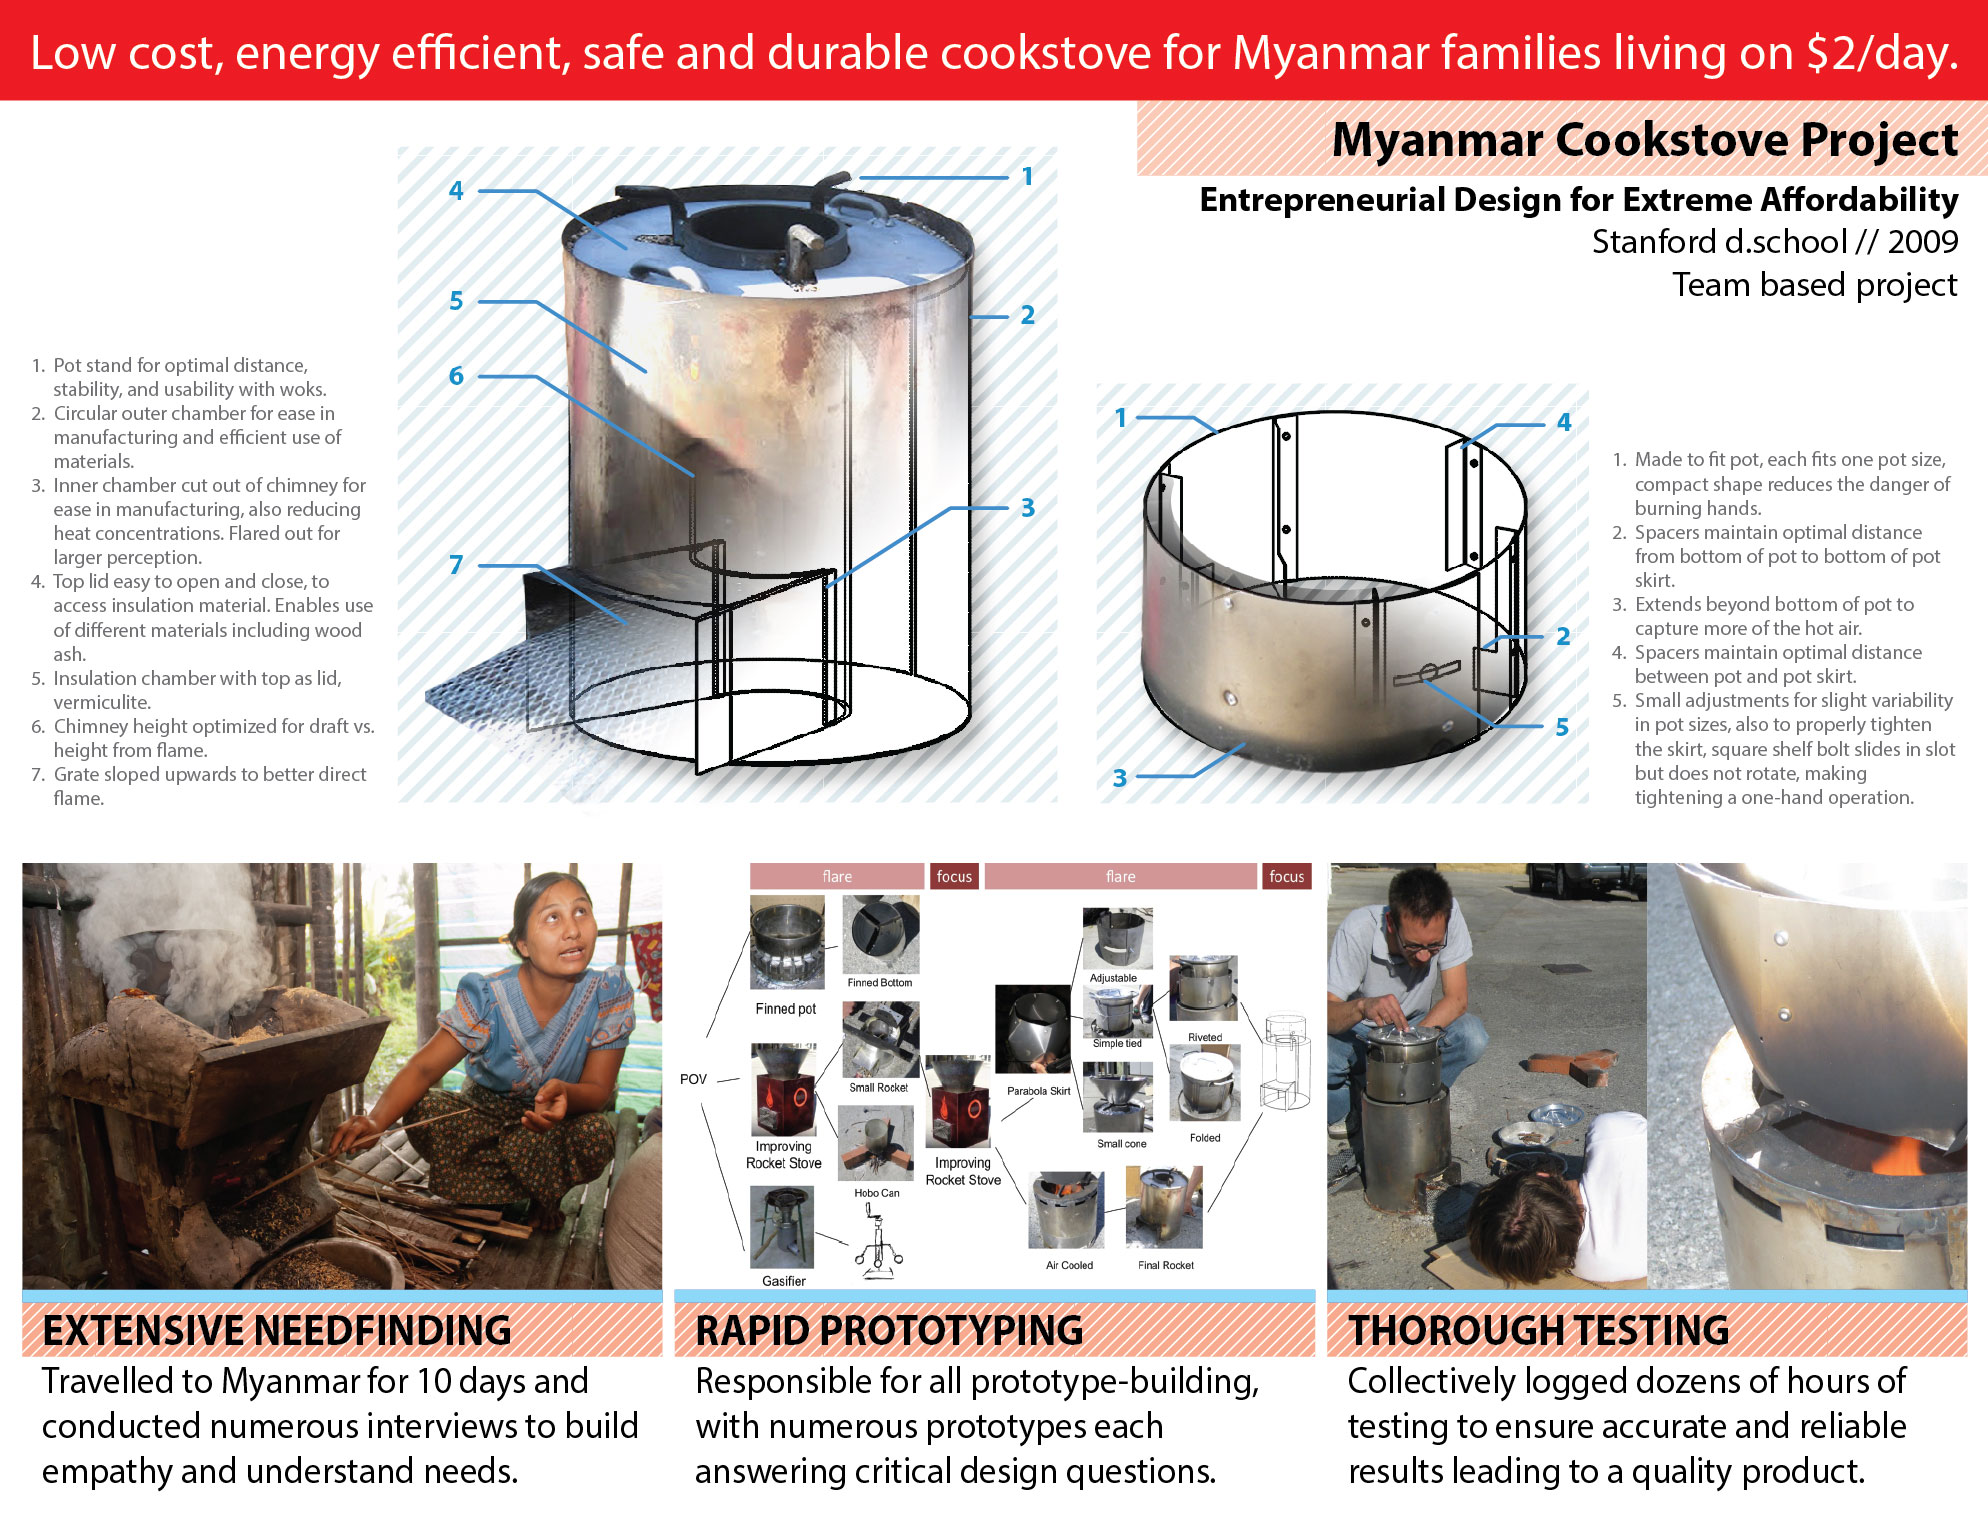 Low cost, energy efficient, safe and durable cookstove for Myanmar families living on $2/day.
Myanmar Cookstove Project
Entrepreneurial Design for Extreme Affordability
Stanford d.school // 2009
Team based project
1. Pot stand for optimal distance,
stability, and usability with woks.
2. Circular outer chamber for ease in
manufacturing and efficient use of
materials.
3. Inner chamber cut out of chimney for
ease in manufacturing, also reducing
heat concentrations. Flared out for
larger perception.
4. Top lid easy to open and close, to
access insulation material. Enables use
of different materials including wood
ash.
5. Insulation chamber with top as lid,
vermiculite.
6. Chimney height optimized for draft vs.
height from flame.
7. Grate sloped upwards to better direct
flame.
4
1
5
2
6
3
7
1
4
2
5
3
1. Made to fit pot, each fits one pot size,
compact shape reduces the danger of
burning hands.
2. Spacers maintain optimal distance
from bottom of pot to bottom of pot
skirt.
3. Extends beyond bottom of pot to
capture more of the hot air.
4. Spacers maintain optimal distance
between pot and pot skirt.
5. Small adjustments for slight variability
in pot sizes, also to properly tighten
the skirt, square shelf bolt slides in slot
but does not rotate, making
tightening a one-hand operation.
flare
focus
flare
focus
POV
Finned pot
Finned Bottom
Improving
Rocket Stove
Small Rocket
Hobo Can
Gasifier
Improving
Rocket Stove
Parabola Skirt
Adjustable
Simple tied
Small cone
Riveted
Folded
Air Cooled
Final Rocket
EXTENSIVE NEEDFINDING
Travelled to Myanmar for 10 days and
conducted numerous interviews to build
empathy and understand needs.
RAPID PROTOTYPING
Responsible for all prototype-building,
with numerous prototypes each
answering critical design questions.
THOROUGH TESTING
Collectively logged dozens of hours of
testing to ensure accurate and reliable
results leading to a quality product.